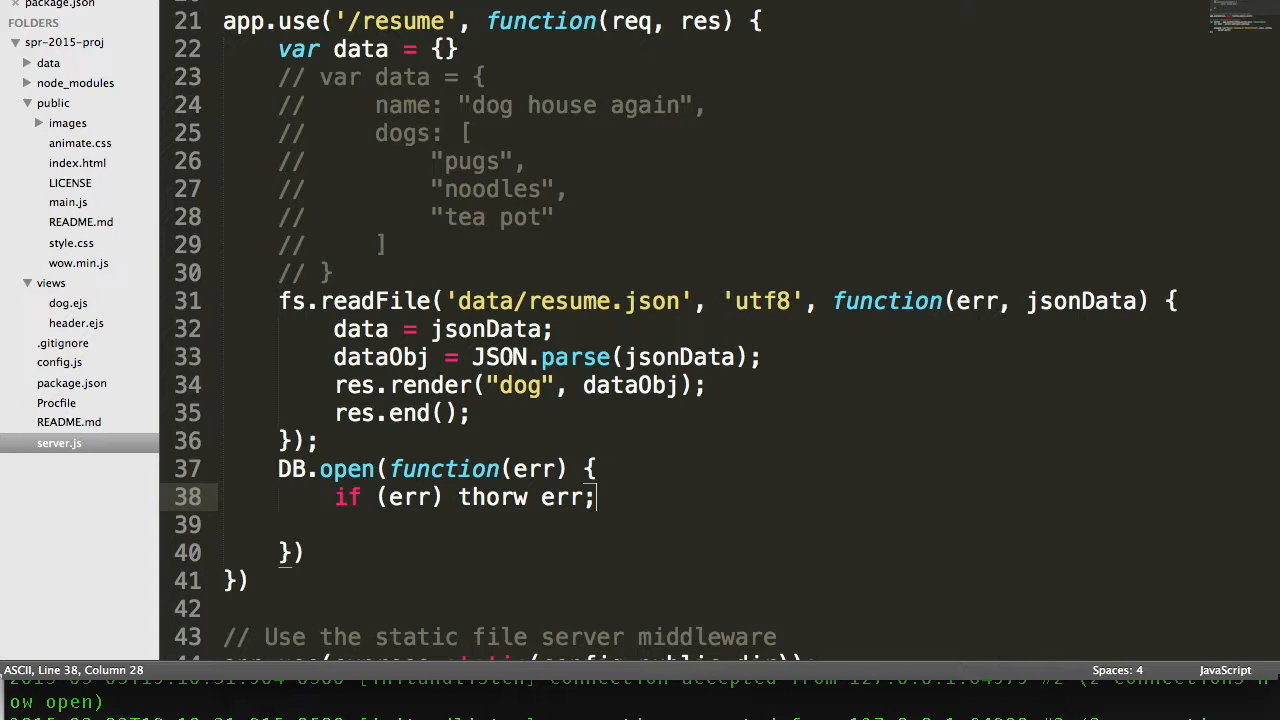 package.json
FOLDERS
spr-2015-proj
data
node_modules
public
images
animate.css
index.html
LICENSE
main.js
README.md
style.css
wow.min.js
views
dog.ejs
header.ejs
.gitignore
config.js
package.json
Procfile
README.md
server.js
21 app.use('/resume', function(req, res) {
22 var data = {}
23 // var data = {
24 // name: "dog house again",
25 // dogs: [
26 // "pugs",
27 // "noodles",
28 // "tea pot"
29 // ]
30 // }
31 fs.readFile('data/resume.json', 'utf8', function(err, jsonData) {
32 data = jsonData;
33 dataObj = JSON.parse(jsonData);
34 res.render("dog", dataObj);
35 res.end();
36 });
37 DB.open(function(err) {
38 if (err) thorw err;
39
40 })
41 })
42
43 // Use the static file server middleware
ASCII, Line 38, Column 28
Spaces: 4
JavaScript
ow open)